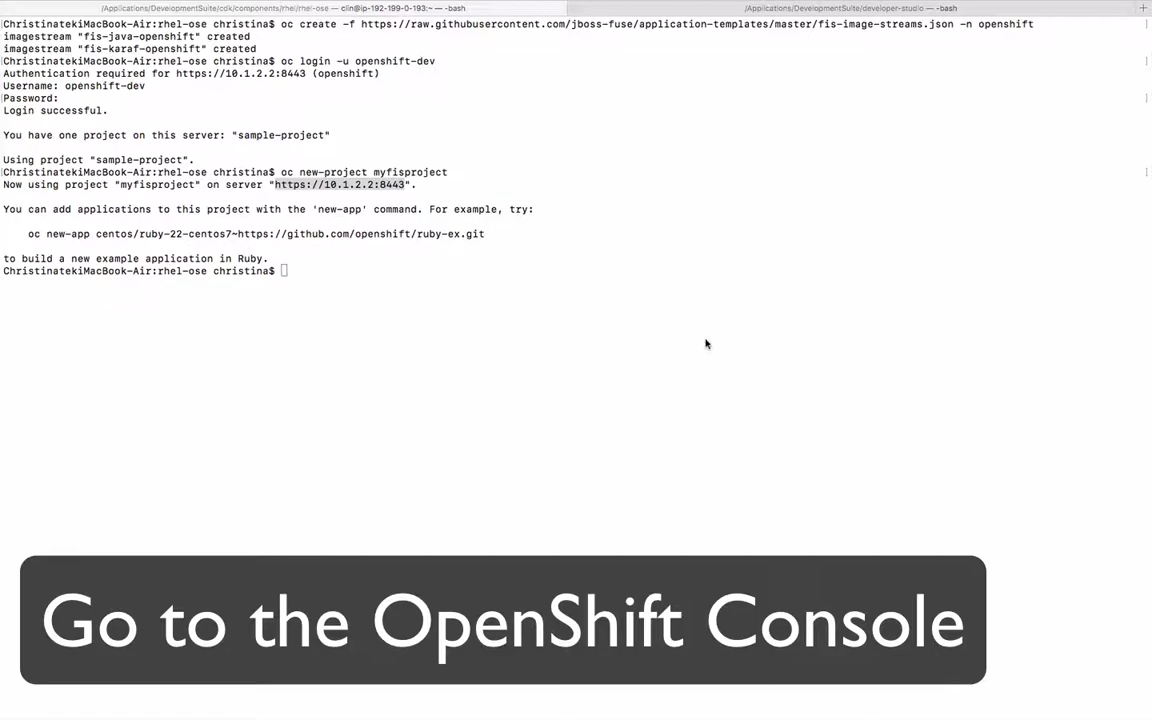 /Applications/DevelopmentSuite/cdk/components/rhel/rhel-ose — clin@ip-192-199-0-193:~ — -bash
/Applications/DevelopmentSuite/developer-studio — -bash
ChristinatekiMacBook-Air:rhel-ose christina$ oc create -f https://raw.githubusercontent.com/jboss-fuse/application-templates/master/fis-image-streams.json -n openshift
imagestream "fis-java-openshift" created
imagestream "fis-karaf-openshift" created
ChristinatekiMacBook-Air:rhel-ose christina$ oc login -u openshift-dev
Authentication required for https://10.1.2.2:8443 (openshift)
Username: openshift-dev
Password:
Login successful.
You have one project on this server: "sample-project"
Using project "sample-project".
ChristinatekiMacBook-Air:rhel-ose christina$ oc new-project myfisproject
Now using project "myfisproject" on server "https://10.1.2.2:8443".
You can add applications to this project with the 'new-app' command. For example, try:
oc new-app centos/ruby-22-centos7~https://github.com/openshift/ruby-ex.git
to build a new example application in Ruby.
ChristinatekiMacBook-Air:rhel-ose christina$
Go to the OpenShift Console